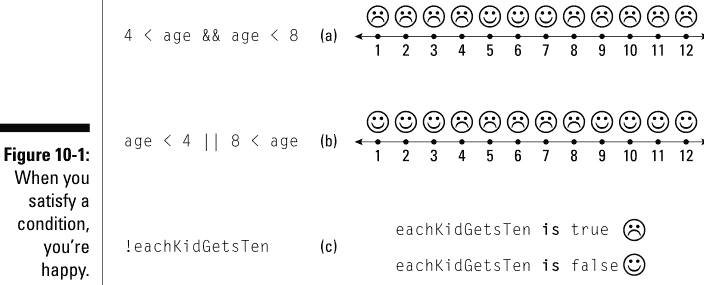 4 < age && age < 8 (a)
1 2 3 4 5 6 7 8 9 10 11 12
age < 4 || 8 < age (b)
1 2 3 4 5 6 7 8 9 10 11 12
Figure 10-1:
When you
satisfy a
condition,
you're
happy.
!eachKidGetsTen (c)
eachKidGetsTen is true
eachKidGetsTen is false